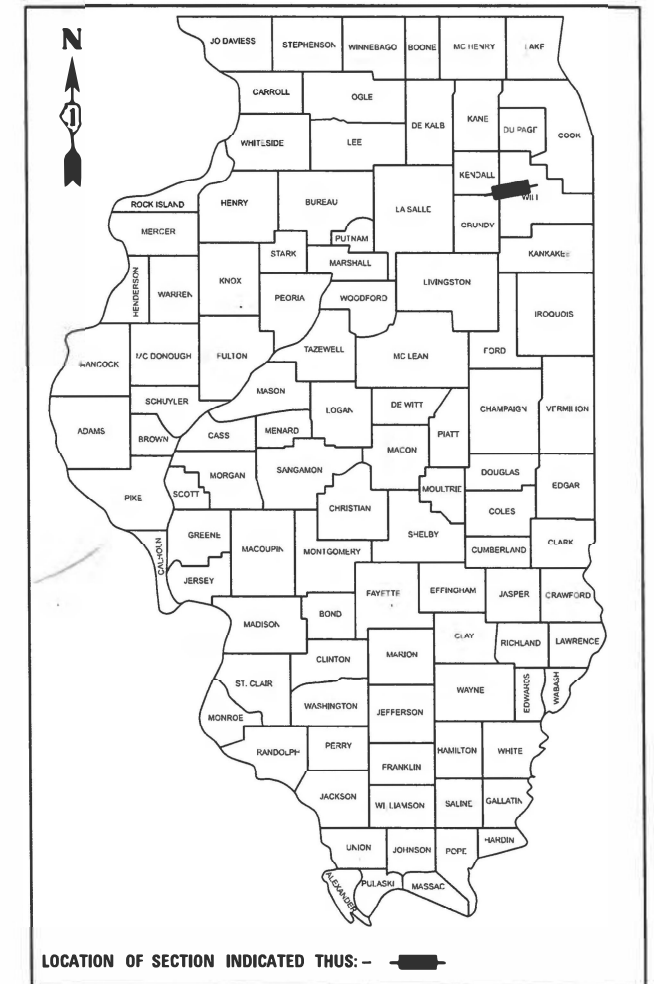 JO DAVIESS STEPHENSON WINNEBAGO BOONE MC HENRY LAKE
N
CARROLL OGLE
DE KALB KANE DU PAGE COOK
1
WHITESIDE LEE
KENDALL
ROCK ISLAND HENRY BUREAU LA SALLE WILL
MERCER PUTNAM GRUNDY
STARK MARSHALL KANKAKEE
HENDERSON WARREN KNOX PEORIA WOODFORD LIVINGSTON
IROQUOIS
HANCOCK MC DONOUGH FULTON TAZEWELL MC LEAN FORD
MASON
SCHUYLER LOGAN DE WITT CHAMPAIGN VERMILION
ADAMS BROWN CASS MENARD PIATT
MACON
PIKE SCOTT MORGAN SANGAMON MOULTRIE DOUGLAS EDGAR
CHRISTIAN COLES
CALHOUN GREENE MACOUPIN MONTGOMERY SHELBY CUMBERLAND CLARK
JERSEY FAYETTE EFFINGHAM JASPER CRAWFORD
MADISON BOND
CLAY RICHLAND LAWRENCE
CLINTON MARION
ST. CLAIR WAYNE EDWARDS WABASH
MONROE WASHINGTON JEFFERSON
RANDOLPH PERRY HAMILTON WHITE
FRANKLIN
JACKSON WILLIAMSON SALINE GALLATIN
UNION JOHNSON POPE HARDIN
ALEXANDER PULASKI MASSAC
LOCATION OF SECTION INDICATED THUS: –